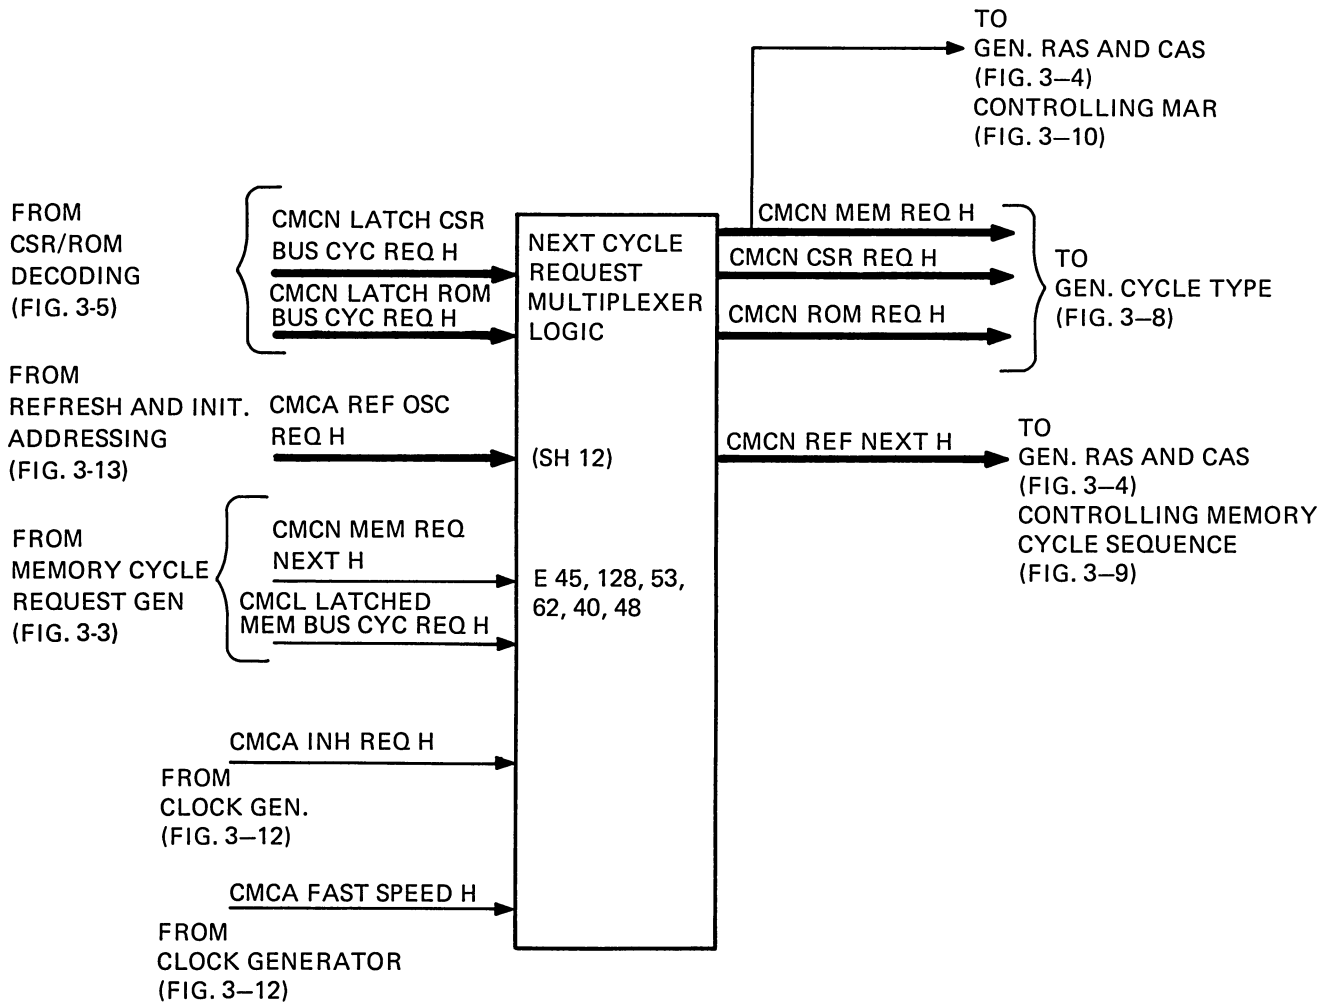 TO
GEN. RAS AND CAS
(FIG. 3–4)
CONTROLLING MAR
(FIG. 3–10)
FROM
CSR/ROM
DECODING
(FIG. 3-5)
CMCN LATCH CSR
BUS CYC REQ H
CMCN LATCH ROM
BUS CYC REQ H
NEXT CYCLE
REQUEST
MULTIPLEXER
LOGIC
CMCN MEM REQ H
CMCN CSR REQ H
CMCN ROM REQ H
TO
GEN. CYCLE TYPE
(FIG. 3–8)
FROM
REFRESH AND INIT.
ADDRESSING
(FIG. 3-13)
CMCA REF OSC
REQ H
(SH 12)
CMCN REF NEXT H
TO
GEN. RAS AND CAS
(FIG. 3–4)
CONTROLLING MEMORY
CYCLE SEQUENCE
(FIG. 3–9)
FROM
MEMORY CYCLE
REQUEST GEN
(FIG. 3-3)
CMCN MEM REQ
NEXT H
CMCL LATCHED
MEM BUS CYC REQ H
E 45, 128, 53,
62, 40, 48
CMCA INH REQ H
FROM
CLOCK GEN.
(FIG. 3–12)
CMCA FAST SPEED H
FROM
CLOCK GENERATOR
(FIG. 3–12)